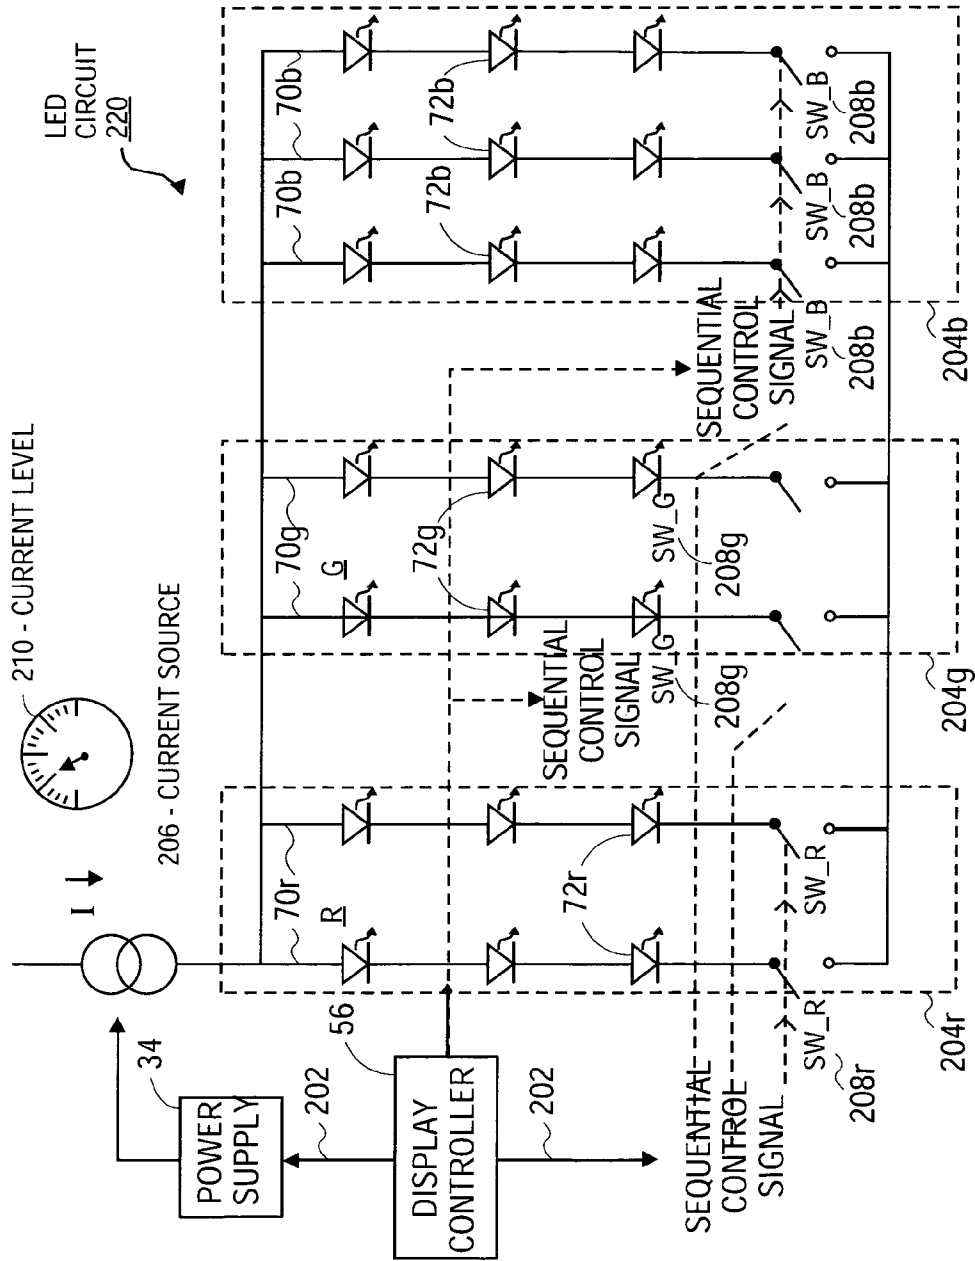 LED
CIRCUIT
220
210 - CURRENT LEVEL
206 - CURRENT SOURCE
I
34
POWER
SUPPLY
202
56
DISPLAY
CONTROLLER
202
70r
R
72r
70g
70g
G
72g
70b
70b
70b
72b
72b
SEQUENTIAL
CONTROL
SIGNAL
SEQUENTIAL
CONTROL
SIGNAL
SEQUENTIAL
CONTROL
SIGNAL
SW_R
208r
SW_R
SW_G
208g
SW_G
208g
SW_B
208b
SW_B
208b
SW_B
208b
204r
204g
204b